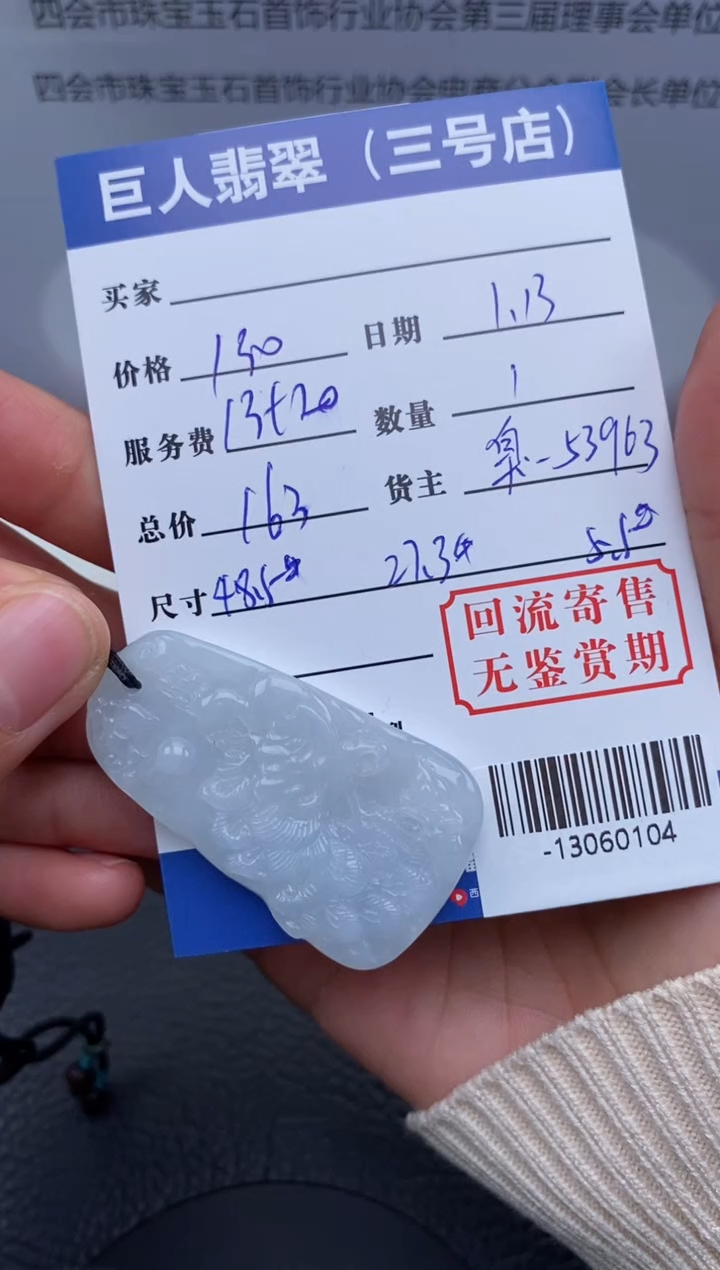 四会市珠宝玉石首饰行业协会第三届理事会单位
四会市珠宝玉石首饰行业协会电商分会副会长单位
巨人翡翠（三号店）
买家
价格 130 日期 1.13
服务费 13+20 数量 1
总价 163 货主 -53963
尺寸 48.5 27.3 5.5
回流寄售
无鉴赏期
-13060104
西